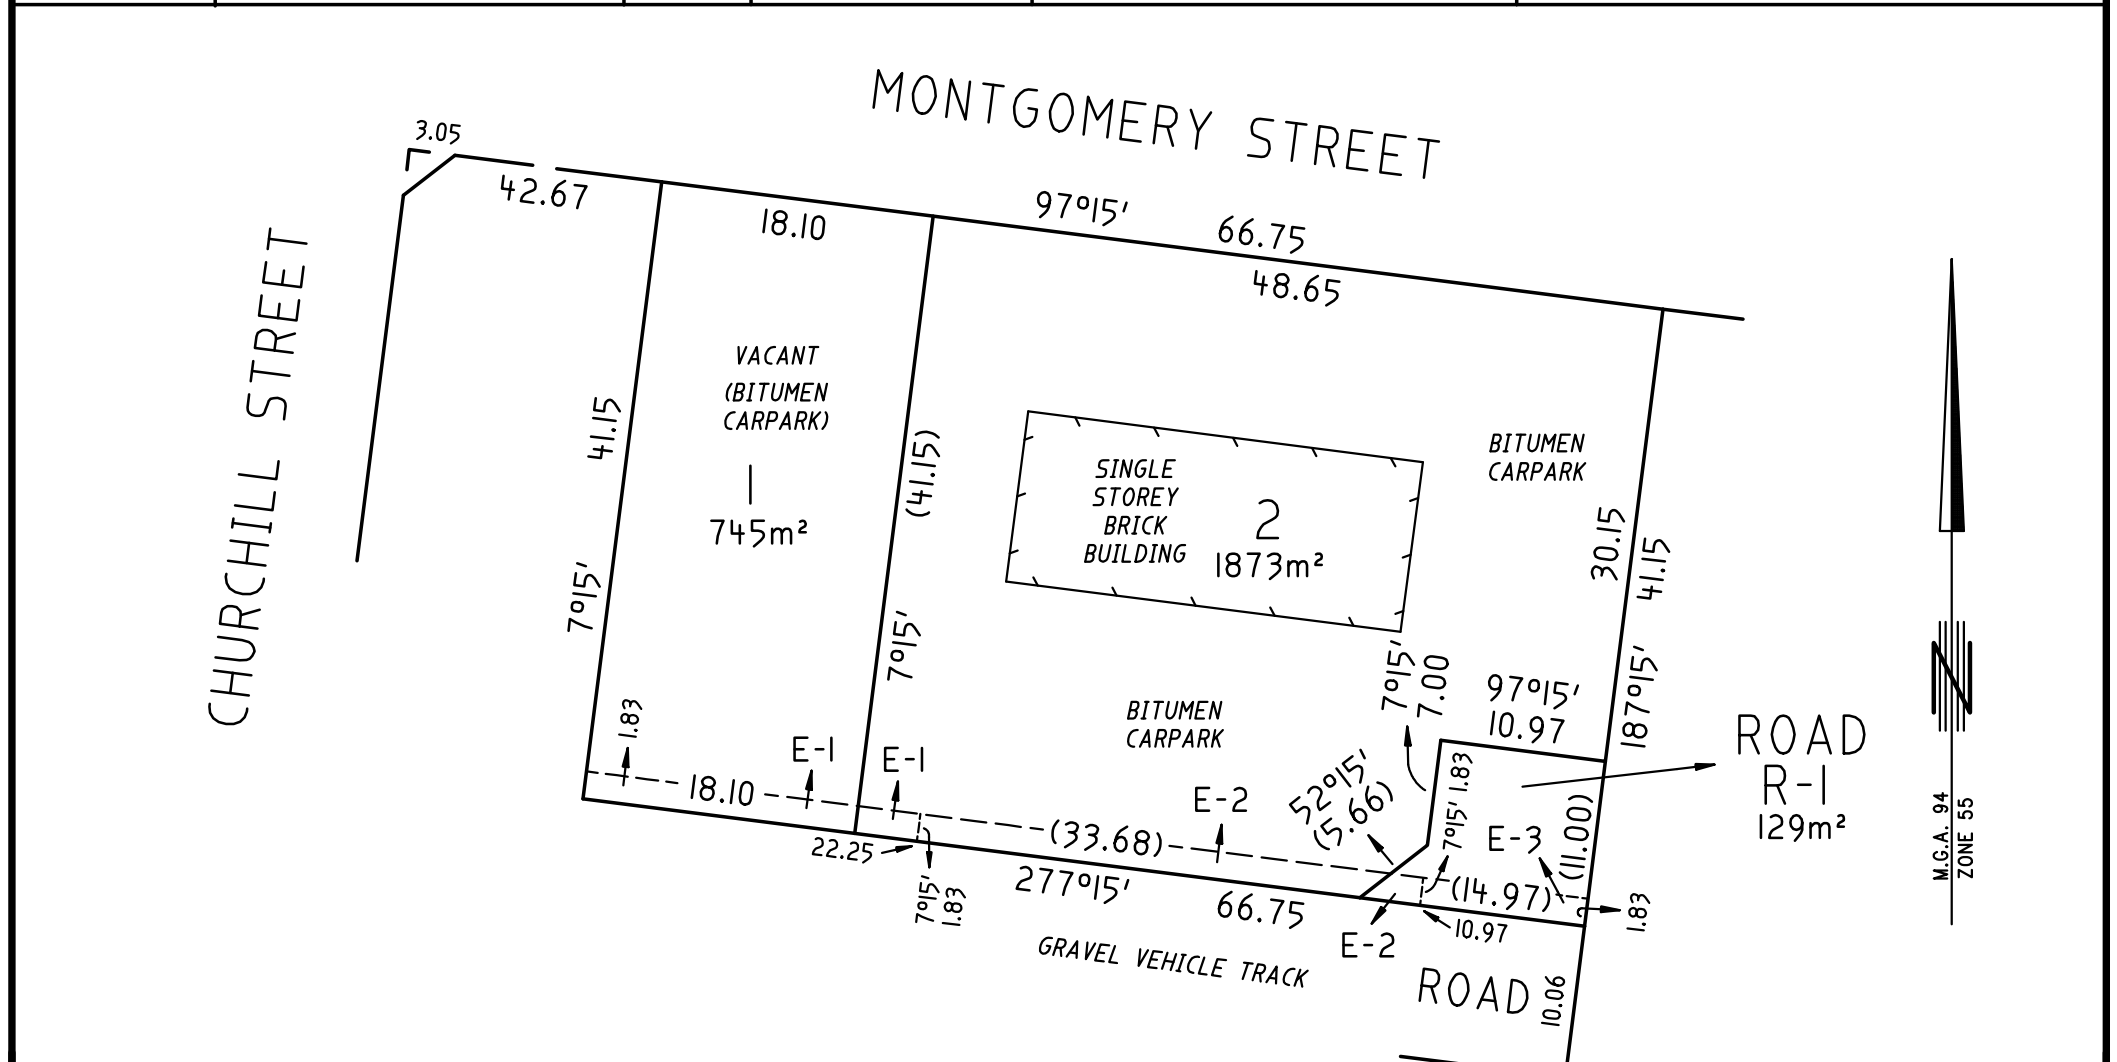 MONTGOMERY STREET
3.05
42.67
18.10
97°15'
66.75
48.65
CHURCHILL STREET
VACANT
(BITUMEN
CARPARK)
1
745m²
41.15
7°15'
(41.15)
7°15'
SINGLE
STOREY
BRICK
BUILDING
2
1873m²
BITUMEN
CARPARK
30.15
41.15
187°15'
7°15'
7.00
97°15'
10.97
BITUMEN
CARPARK
1.83
E-1
E-1
18.10
E-2
(33.68)
52°15'
(5.66)
7°15' 1.83
E-3
(11.00)
(14.97)
ROAD
R-1
129m²
22.25
7°15'
1.83
277°15'
66.75
E-2
10.97
1.83
GRAVEL VEHICLE TRACK
ROAD
10.06
N
M.G.A. 94
ZONE 55